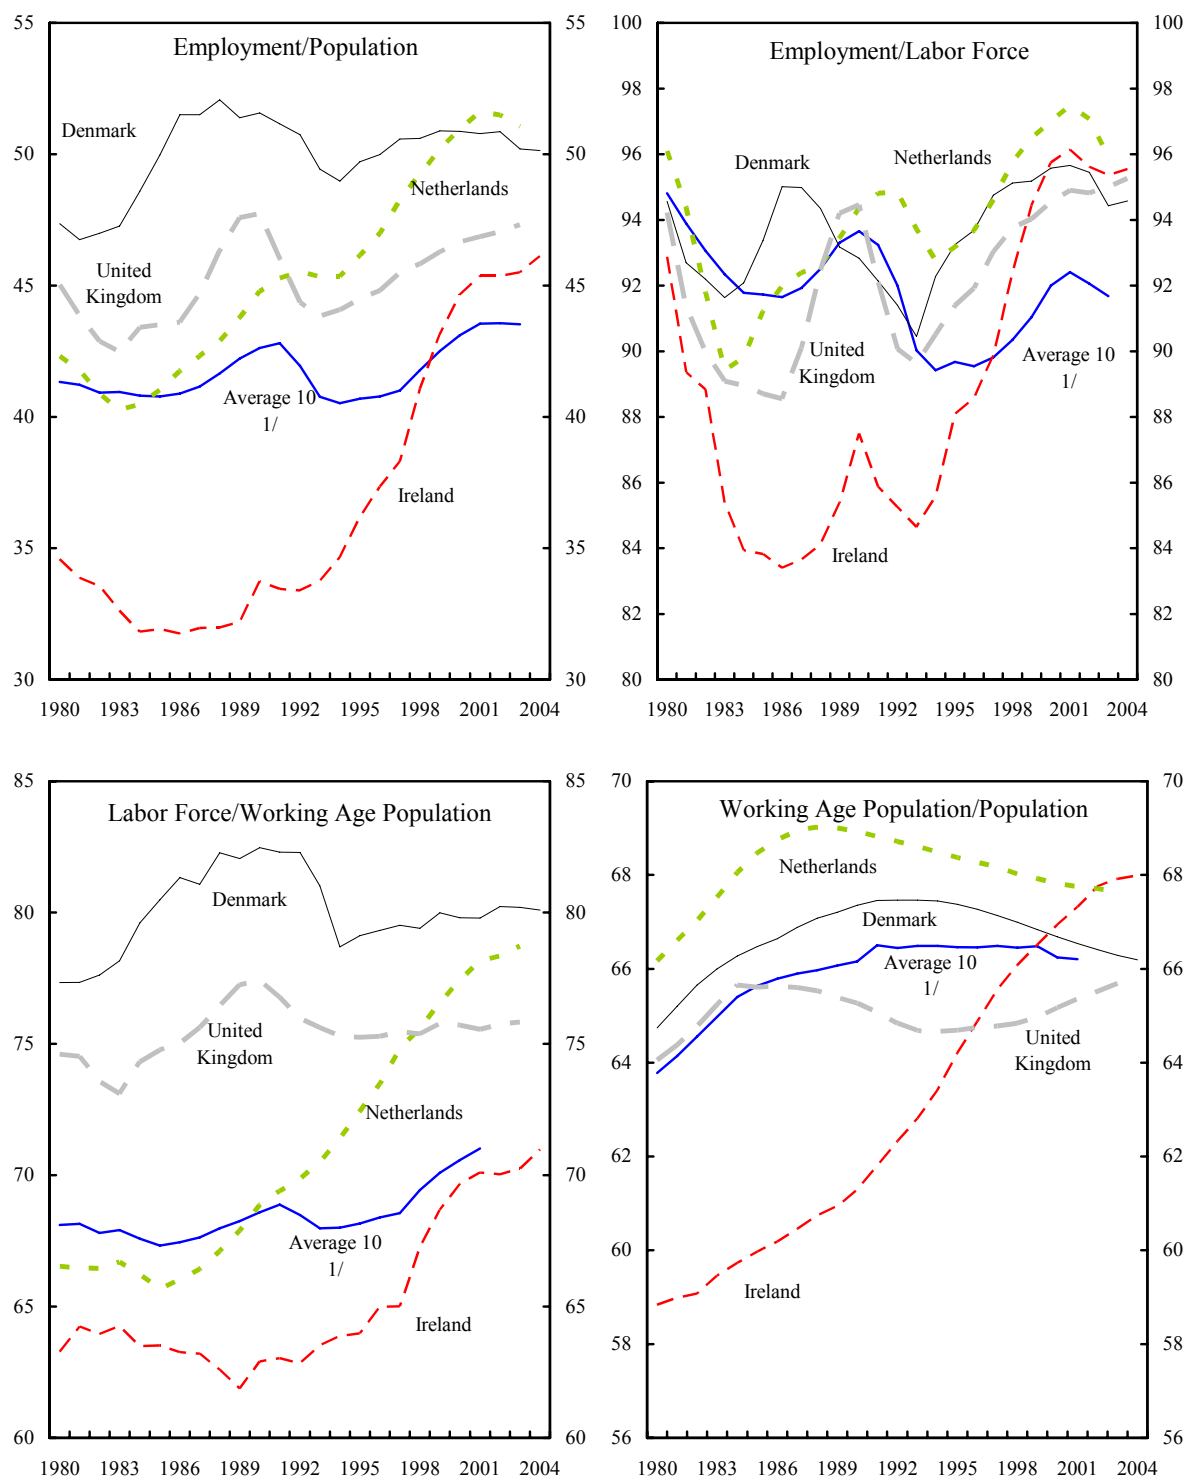 55
55
Employment/Population
Denmark
50
50
Netherlands
United
Kingdom
45
45
Average 10
1/
40
40
Ireland
35
35
30
30
1980 1983 1986 1989 1992 1995 1998 2001 2004
100
100
Employment/Labor Force
98
98
96
96
Denmark
Netherlands
94
94
92
92
United
Kingdom
Average 10
1/
90
90
88
88
86
86
84
84
Ireland
82
82
80
80
1980 1983 1986 1989 1992 1995 1998 2001 2004
85
85
Labor Force/Working Age Population
Denmark
80
80
United
Kingdom
75
75
Netherlands
70
70
Average 10
1/
Ireland
65
65
60
60
1980 1983 1986 1989 1992 1995 1998 2001 2004
70
70
Working Age Population/Population
Netherlands
68
68
Denmark
Average 10
1/
66
66
United
Kingdom
64
64
62
62
60
60
Ireland
58
58
56
56
1980 1983 1986 1989 1992 1995 1998 2001 2004